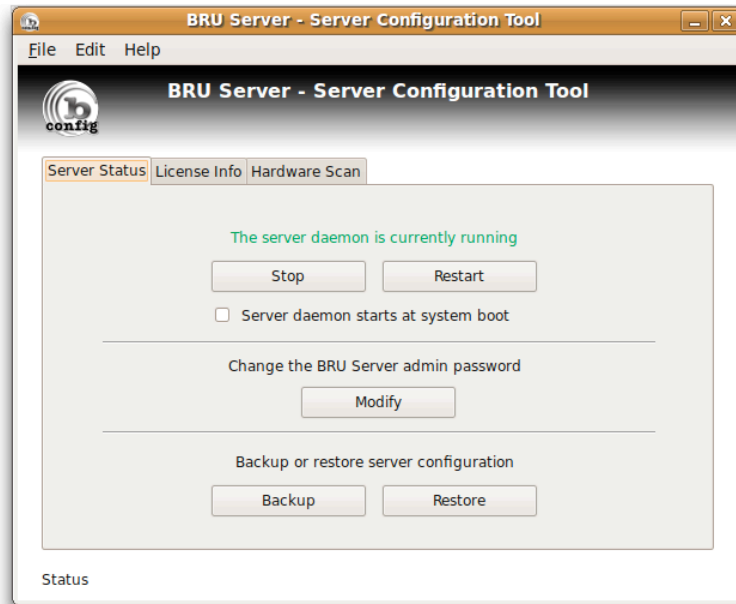 BRU Server - Server Configuration Tool
File Edit Help
b
config
BRU Server - Server Configuration Tool
Server Status License Info Hardware Scan
The server daemon is currently running
Stop Restart
Server daemon starts at system boot
Change the BRU Server admin password
Modify
Backup or restore server configuration
Backup Restore
Status